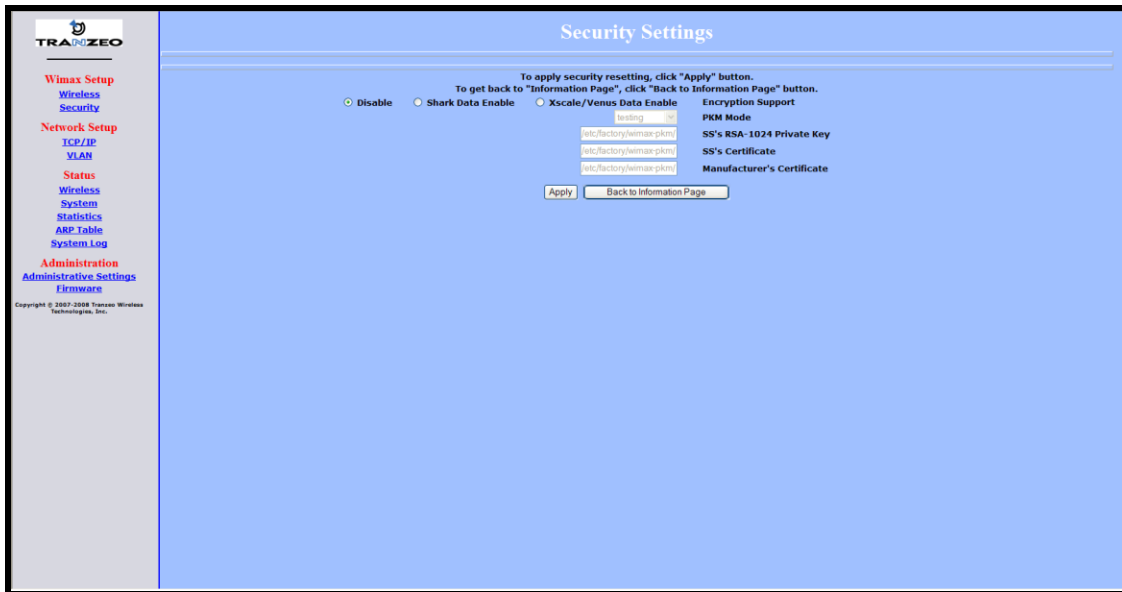 TRANZEO
Wimax Setup
Wireless
Security
Network Setup
TCP/IP
VLAN
Status
Wireless
System
Statistics
ARP Table
System Log
Administration
Administrative Settings
Firmware
Copyright © 2007-2008 Tranzeo Wireless
Technologies, Inc.
Security Settings
To apply security resetting, click "Apply" button.
To get back to "Information Page", click "Back to Information Page" button.
Disable Shark Data Enable Xscale/Venus Data Enable Encryption Support
testing PKM Mode
/etc/factory/wimax-pkm/ SS's RSA-1024 Private Key
/etc/factory/wimax-pkm/ SS's Certificate
/etc/factory/wimax-pkm/ Manufacturer's Certificate
Apply Back to Information Page